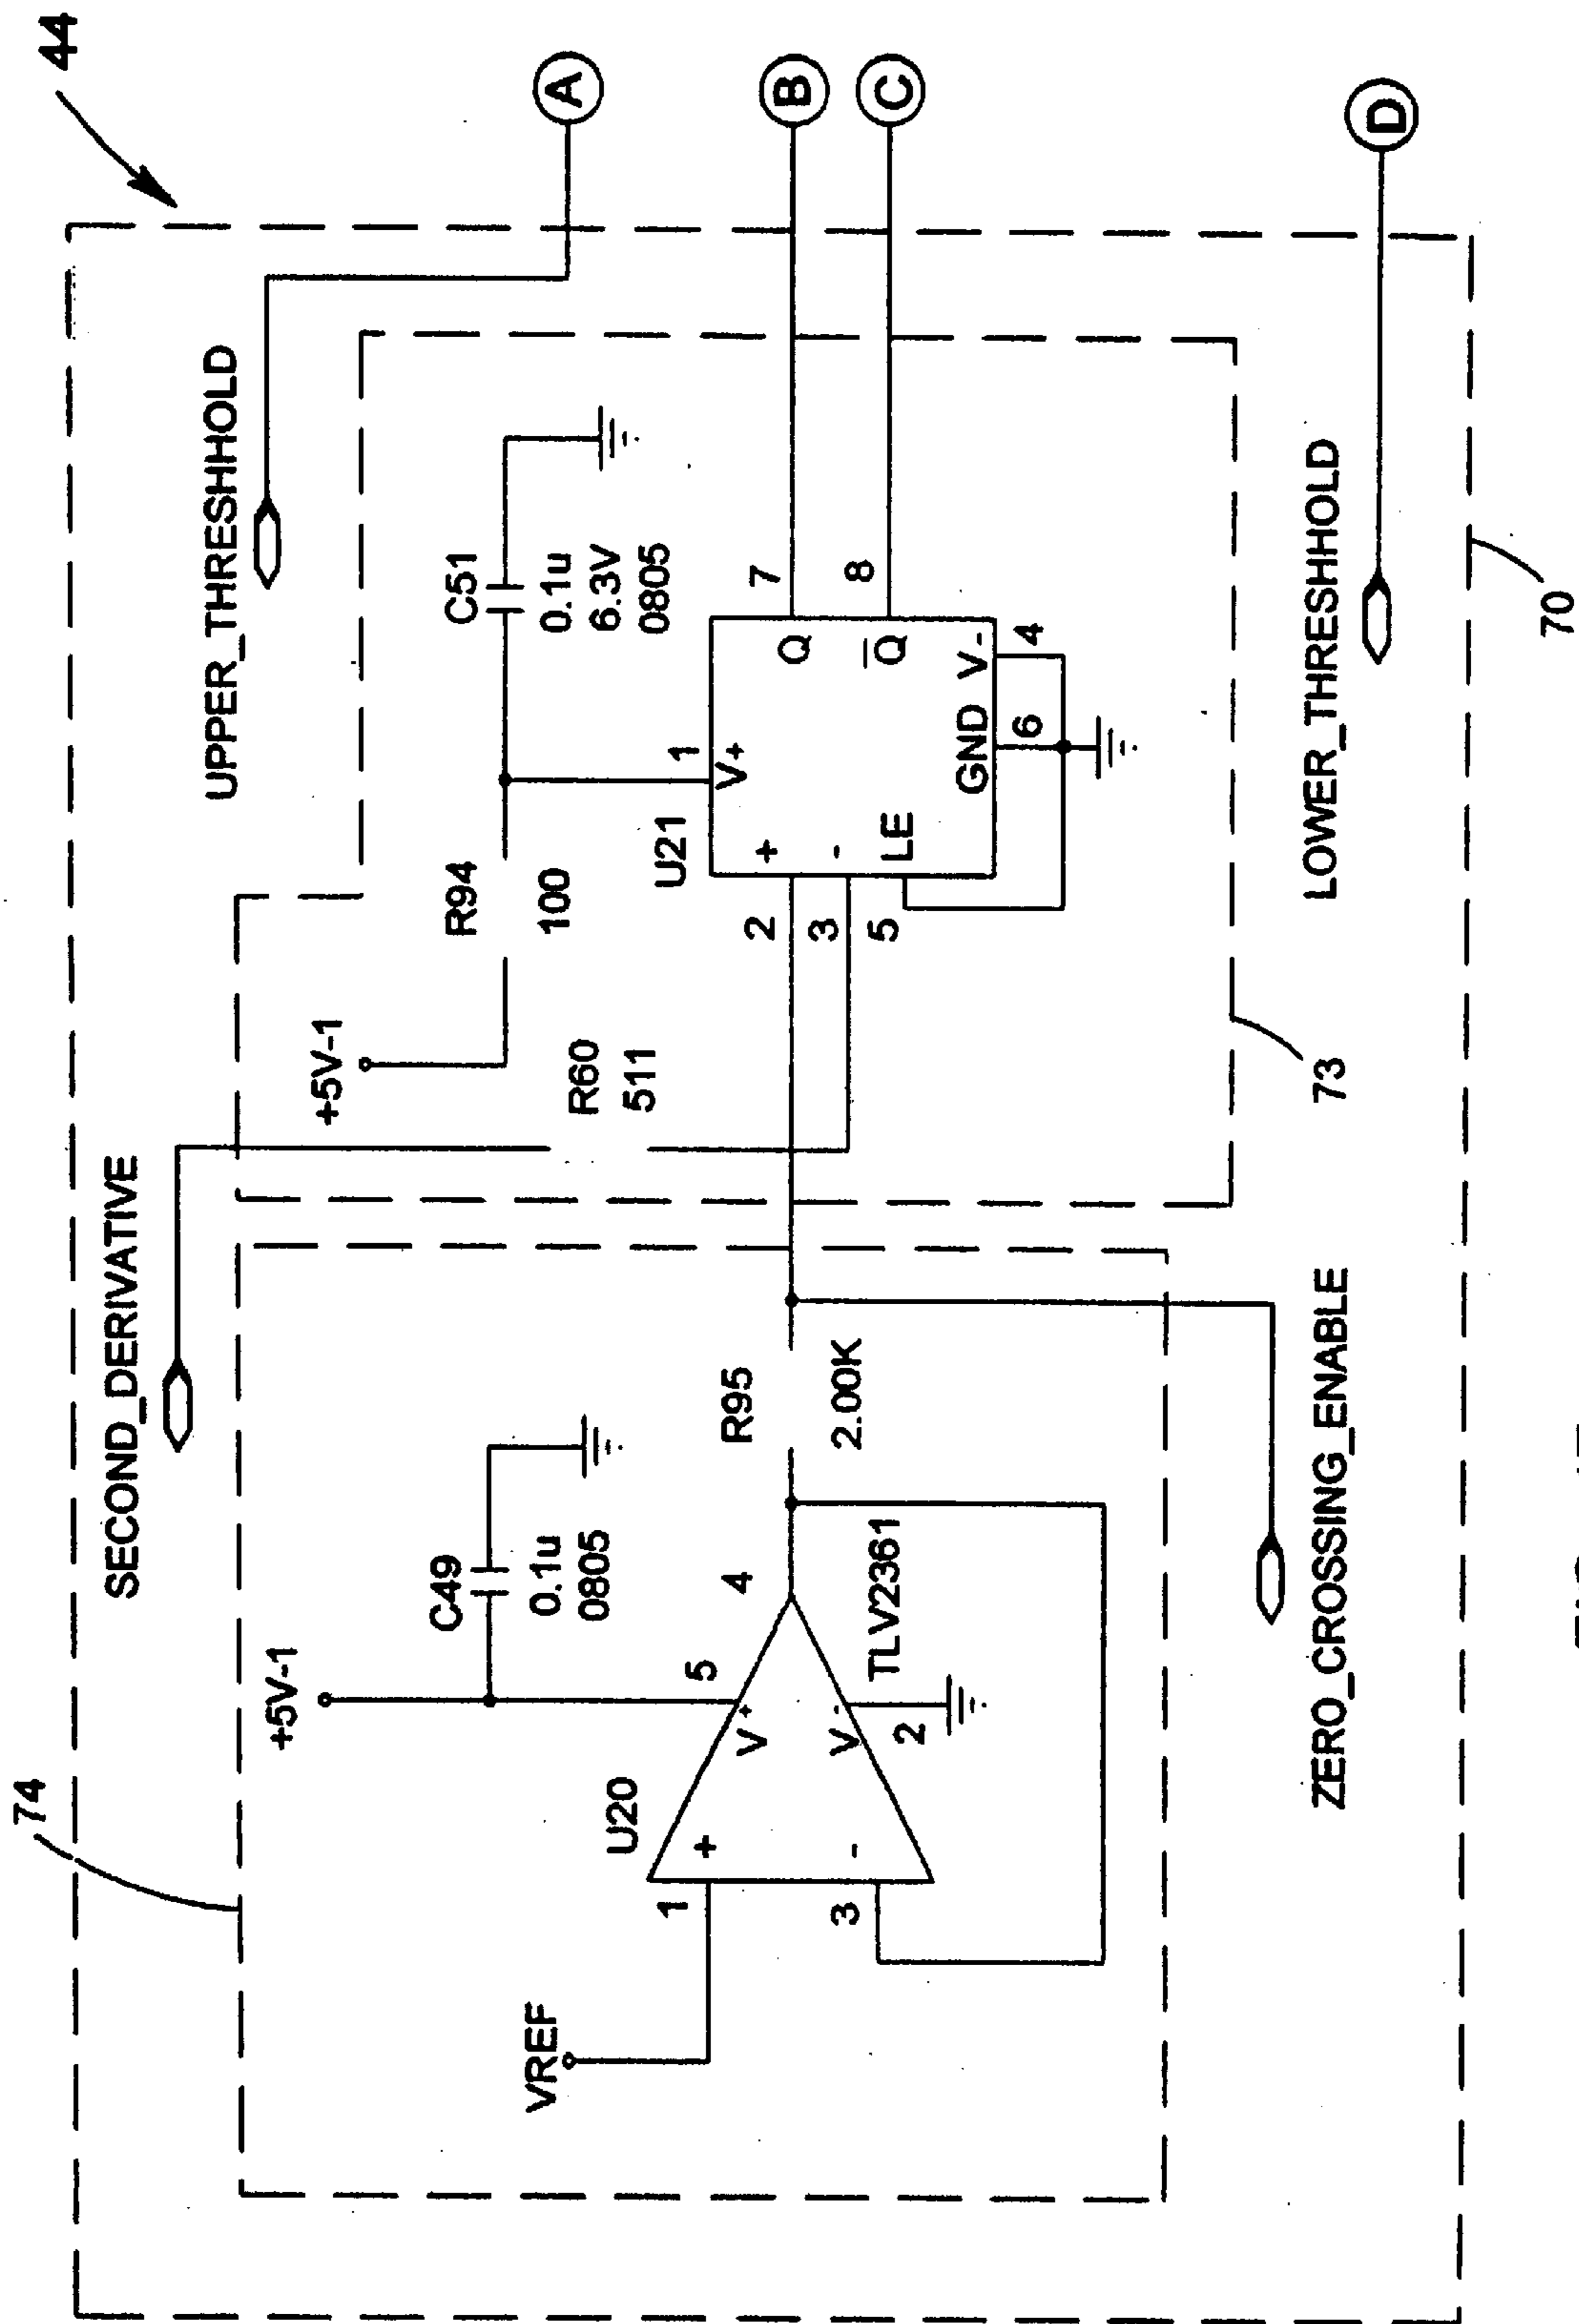 44
74
SECOND_DERIVATIVE
UPPER_THRESHHOLD
A
+5V-1
C49
0.1u
0805
VREF
U20
1
+
3
-
V+
5
V-
2
4
TLV2361
R95
2.00K
ZERO_CROSSING_ENABLE
+5V-1
R94
100
C51
0.1u
6.3V
0805
R60
511
U21
1
V+
2
+
3
-
5
LE
Q
7
B
Q
8
C
GND
6
V-
4
73
LOWER_THRESHHOLD
D
70